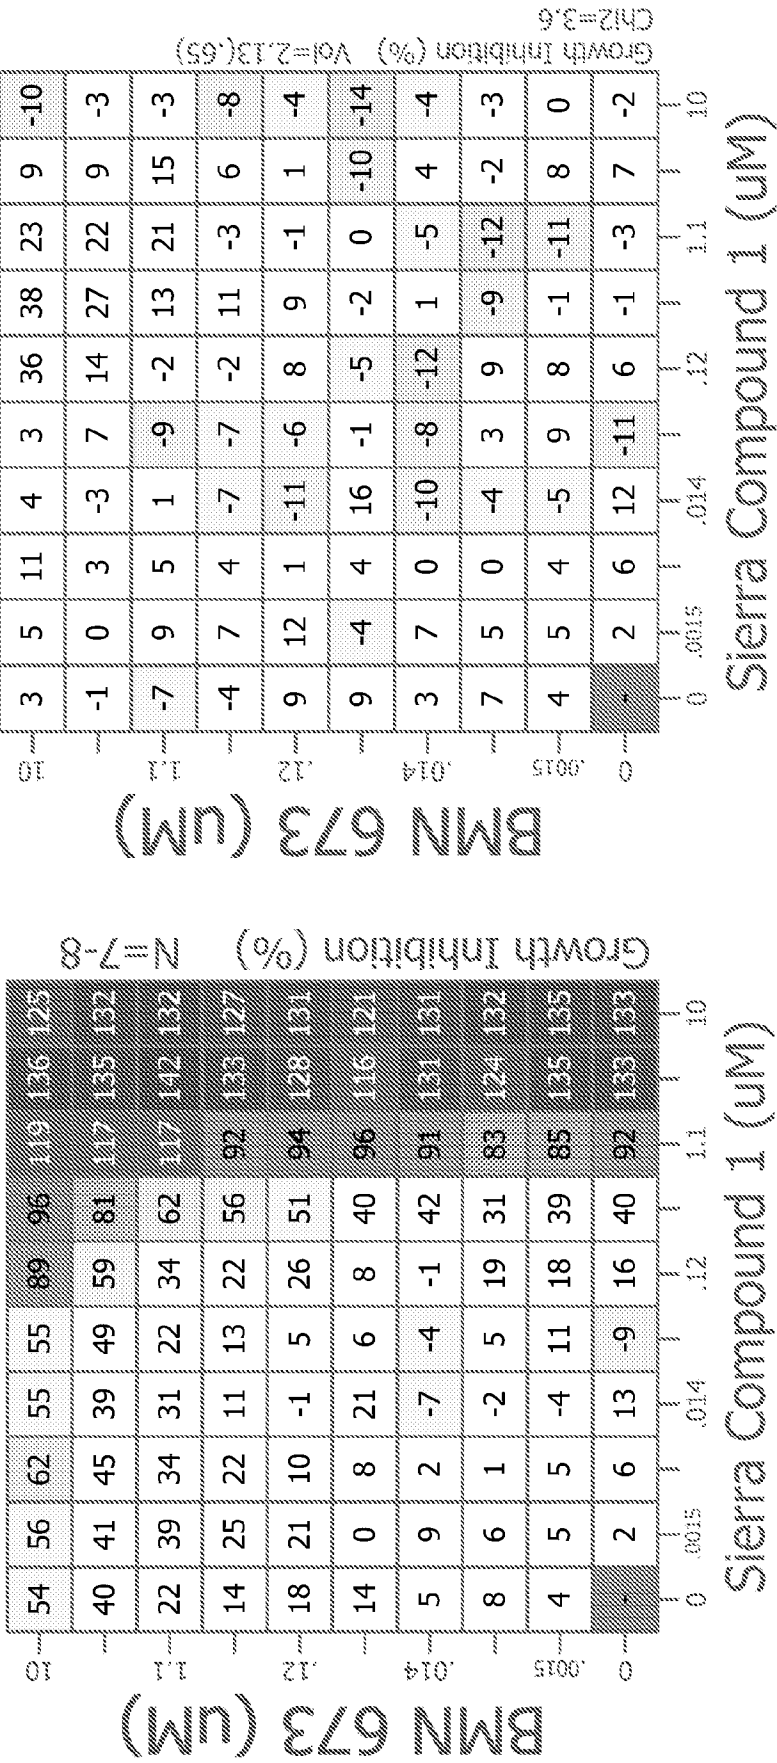 BMN 673 (uM)
10 54 56 62 55 55 89 96 119 136 125
40 41 45 39 49 59 81 117 135 132
1.1 22 39 34 31 22 34 62 117 142 132
14 25 22 11 13 22 56 92 133 127
.12 18 21 10 -1 5 26 51 94 128 131
14 0 8 21 6 8 40 96 116 121
.014 5 9 2 -7 -4 -1 42 91 131 131
8 6 1 -2 5 19 31 83 124 132
.0015 4 5 5 -4 11 18 39 85 135 135
0 - 2 6 13 -9 16 40 92 133 133
0 .0015 .014 .12 1.1 10
Sierra Compound 1 (uM)
Growth Inhibition (%) N=7-8
BMN 673 (uM)
10 3 5 11 4 3 36 38 23 9 -10
-1 0 3 -3 7 14 27 22 9 -3
1.1 -7 9 5 1 -9 -2 13 21 15 -3
-4 7 4 -7 -7 -2 11 -3 6 -8
.12 9 12 1 -11 -6 8 9 -1 1 -4
9 -4 4 16 -1 -5 -2 0 -10 -14
.014 3 7 0 -10 -8 -12 1 -5 4 -4
7 5 0 -4 3 9 -9 -12 -2 -3
.0015 4 5 4 -5 9 8 -1 -11 8 0
0 - 2 6 12 -11 6 -1 -3 7 -2
0 .0015 .014 .12 1.1 10
Sierra Compound 1 (uM)
Growth Inhibition (%) Vol=2.13(.65)
Chi2=3.6